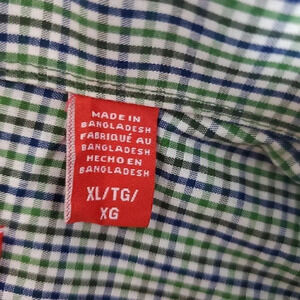 MADE IN
BANGLADESH
FABRIQUÉ AU
BANGLADESH
HECHO EN
BANGLADESH
XL/TG/
XG